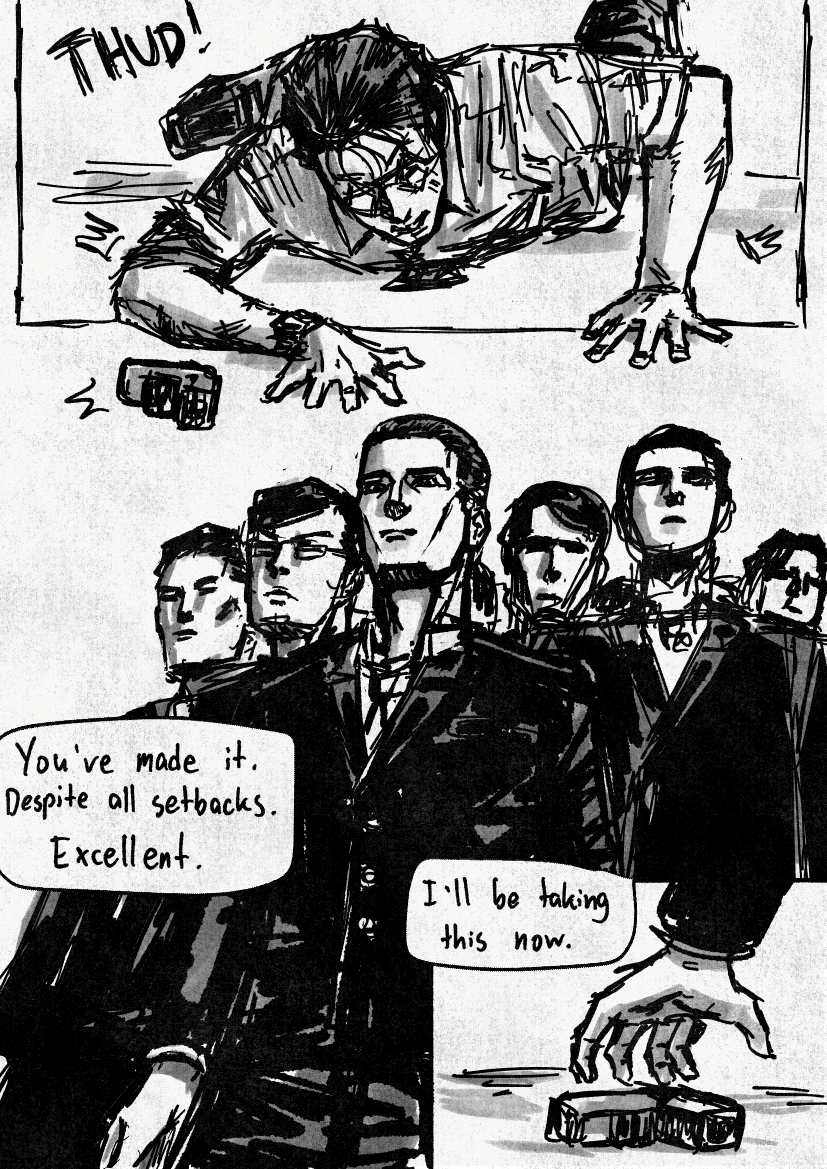 THUD!
You've made it.
Despite all setbacks.
Excellent.
I'll be taking
this now.